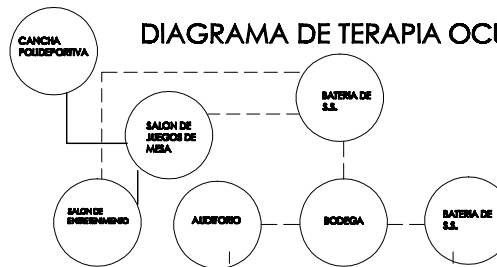 DIAGRAMA DE TERAPIA OCU
CANCHA
POLIDEPORTIVA
BATERIA DE
S.S.
SALON DE
JUEGOS DE
MESA
SALON DE
ENTRETENIMIENTO
AUDITORIO
BODEGA
BATERIA DE
S.S.